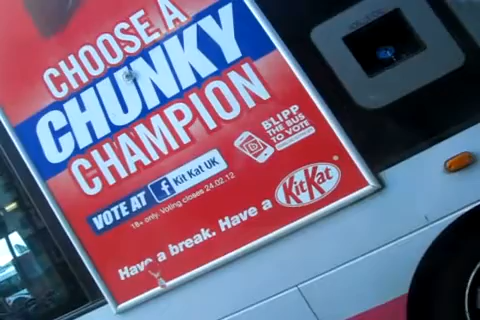 CHOOSE A
CHUNKY
CHAMPION
BLIPP
THE BUS
TO VOTE
VOTE AT f Kit Kat UK
18+ only. Voting closes 24.02.12
Have a break. Have a KitKat